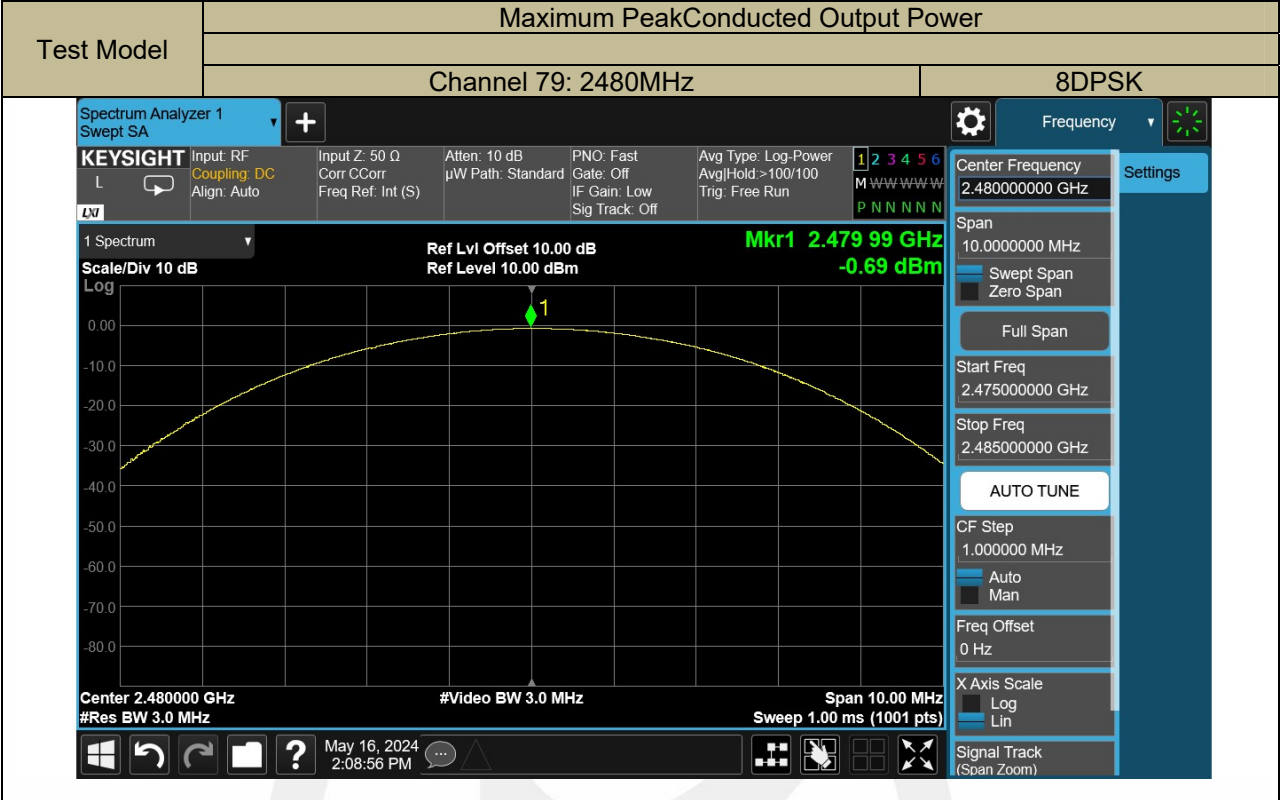 Test Model
Maximum PeakConducted Output Power
Channel 79: 2480MHz
8DPSK
Spectrum Analyzer 1
Swept SA
+
Frequency
KEYSIGHT
L
LXI
Input: RF
Coupling: DC
Align: Auto
Input Z: 50 Ω
Corr CCorr
Freq Ref: Int (S)
Atten: 10 dB
µW Path: Standard
PNO: Fast
Gate: Off
IF Gain: Low
Sig Track: Off
Avg Type: Log-Power
Avg|Hold:>100/100
Trig: Free Run
1 2 3 4 5 6
M W W W W W
P N N N N N
1 Spectrum
Scale/Div 10 dB
Log
Ref Lvl Offset 10.00 dB
Ref Level 10.00 dBm
Mkr1 2.479 99 GHz
-0.69 dBm
1
0.00
-10.0
-20.0
-30.0
-40.0
-50.0
-60.0
-70.0
-80.0
Center 2.480000 GHz
#Res BW 3.0 MHz
#Video BW 3.0 MHz
Span 10.00 MHz
Sweep 1.00 ms (1001 pts)
?
May 16, 2024
2:08:56 PM
Center Frequency
2.480000000 GHz
Settings
Span
10.0000000 MHz
Swept Span
Zero Span
Full Span
Start Freq
2.475000000 GHz
Stop Freq
2.485000000 GHz
AUTO TUNE
CF Step
1.000000 MHz
Auto
Man
Freq Offset
0 Hz
X Axis Scale
Log
Lin
Signal Track
(Span Zoom)